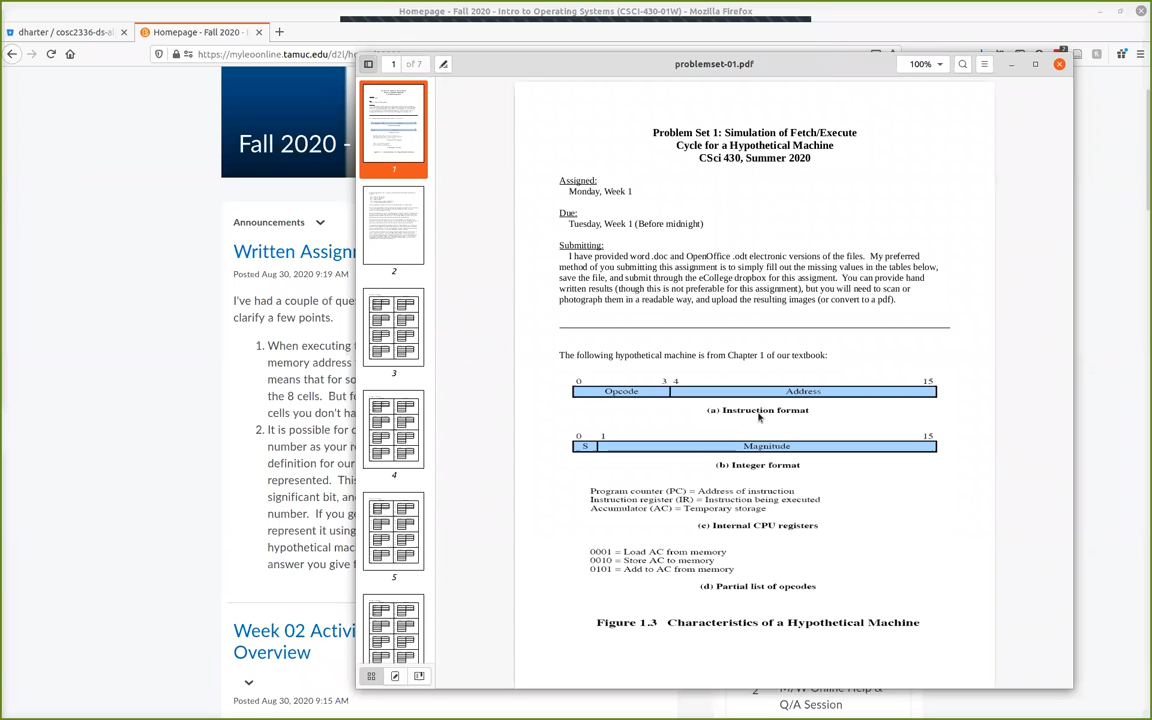 Homepage - Fall 2020 - Intro to Operating Systems (CSCI-430-01W) - Mozilla Firefox
dharter / cosc2336-ds-a
Homepage - Fall 2020 -
https://myleoonline.tamuc.edu/d2l/h
1 of 7
problemset-01.pdf
100%
Fall 2020 -
Announcements
Written Assign
Posted Aug 30, 2020 9:19 AM
I've had a couple of que
clarify a few points.
1. When executing
memory address
means that for so
the 8 cells. But f
cells you don't ha
2. It is possible for
number as your r
definition for our
represented. This
significant bit, an
number. If you g
represent it using
hypothetical mac
answer you give f
Week 02 Activi
Overview
Posted Aug 30, 2020 9:15 AM
1
2
3
4
5
Problem Set 1: Simulation of Fetch/Execute
Cycle for a Hypothetical Machine
CSci 430, Summer 2020
Assigned:
Monday, Week 1
Due:
Tuesday, Week 1 (Before midnight)
Submitting:
I have provided word .doc and OpenOffice .odt electronic versions of the files. My preferred
method of you submitting this assignment is to simply fill out the missing values in the tables below,
save the file, and submit through the eCollege dropbox for this assigment. You can provide hand
written results (though this is not preferable for this assignment), but you will need to scan or
photograph them in a readable way, and upload the resulting images (or convert to a pdf).
The following hypothetical machine is from Chapter 1 of our textbook:
0 3 4 15
Opcode Address
(a) Instruction format
0 1 15
S Magnitude
(b) Integer format
Program counter (PC) = Address of instruction
Instruction register (IR) = Instruction being executed
Accumulator (AC) = Temporary storage
(c) Internal CPU registers
0001 = Load AC from memory
0010 = Store AC to memory
0101 = Add to AC from memory
(d) Partial list of opcodes
Figure 1.3 Characteristics of a Hypothetical Machine
2 M/W Online Help &
Q/A Session